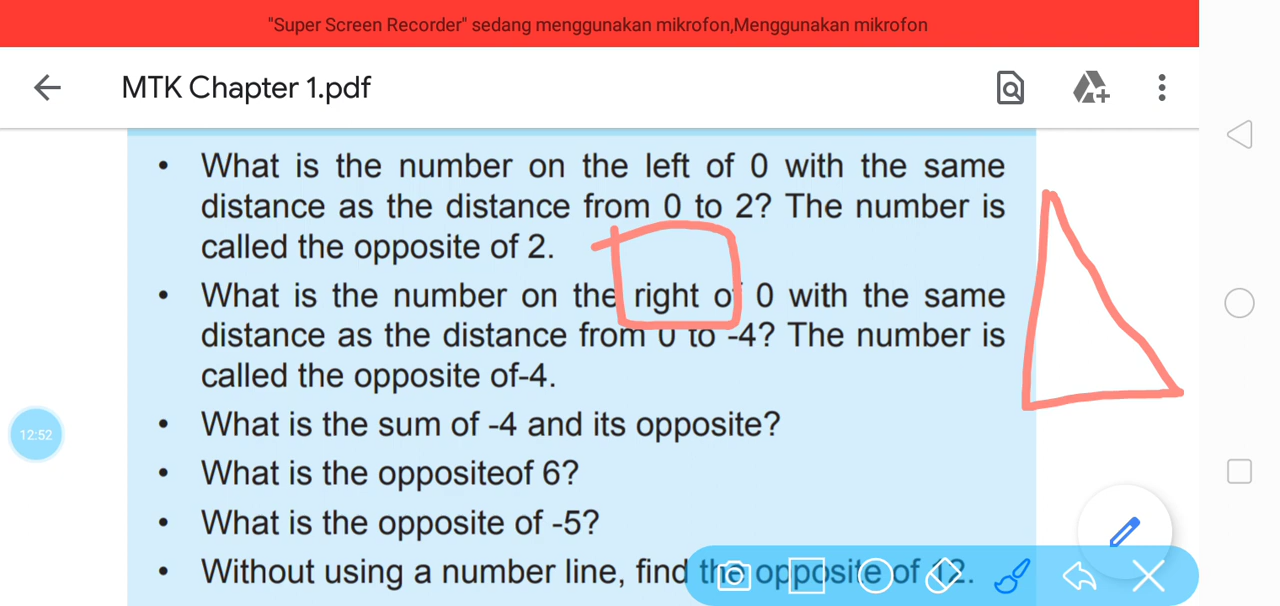 "Super Screen Recorder" sedang menggunakan mikrofon,Menggunakan mikrofon
MTK Chapter 1.pdf
• What is the number on the left of 0 with the same
distance as the distance from 0 to 2? The number is
called the opposite of 2.
• What is the number on the right of 0 with the same
distance as the distance from 0 to -4? The number is
called the opposite of-4.
• What is the sum of -4 and its opposite?
• What is the oppositeof 6?
• What is the opposite of -5?
• Without using a number line, find the opposite of 12.
12:52